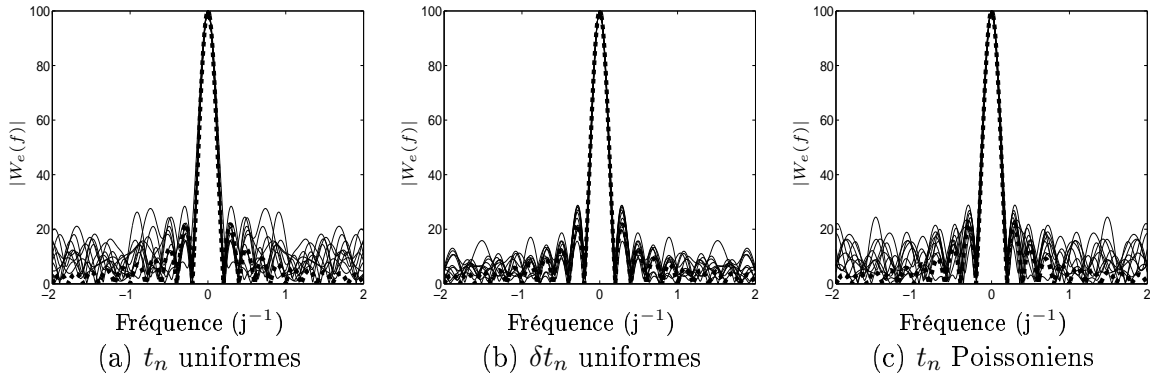 100
80
60
40
20
0
|W_e(f)|
−2 −1 0 1 2
Fréquence (j⁻¹)
(a) t_n uniformes
100
80
60
40
20
0
|W_e(f)|
−2 −1 0 1 2
Fréquence (j⁻¹)
(b) δt_n uniformes
100
80
60
40
20
0
|W_e(f)|
−2 −1 0 1 2
Fréquence (j⁻¹)
(c) t_n Poissoniens